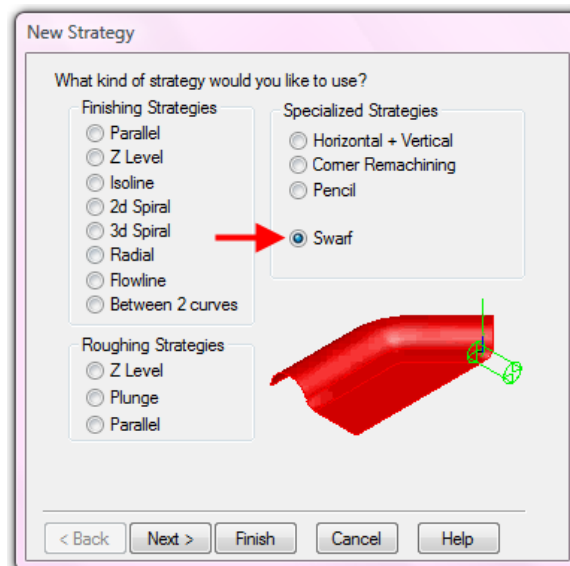 New Strategy
What kind of strategy would you like to use?
Finishing Strategies
Parallel
Z Level
Isoline
2d Spiral
3d Spiral
Radial
Flowline
Between 2 curves
Specialized Strategies
Horizontal + Vertical
Corner Remachining
Pencil
Swarf
Roughing Strategies
Z Level
Plunge
Parallel
< Back
Next >
Finish
Cancel
Help